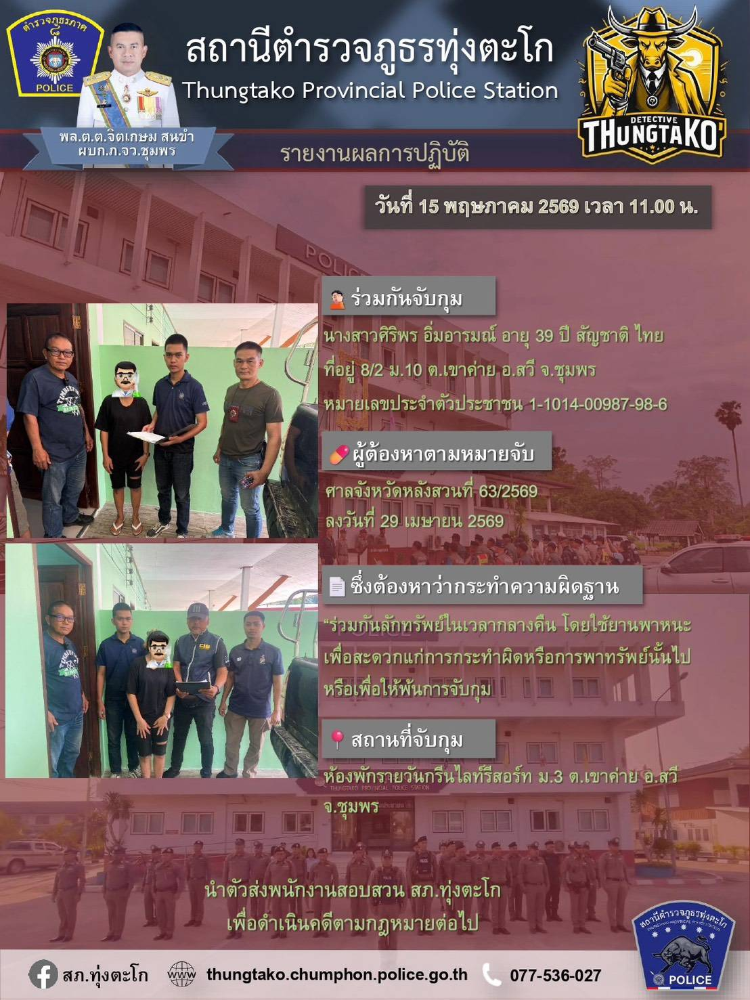 ตำรวจภูธรภาค
๘
POLICE
สถานีตำรวจภูธรทุ่งตะโก
Thungtako Provincial Police Station
DETECTIVE
THUNGTAKO
พล.ต.ต.จิตเกษม สนขำ
ผบก.ภ.จว.ชุมพร
รายงานผลการปฏิบัติ
วันที่ 15 พฤษภาคม 2569 เวลา 11.00 น.
POLICE
ร่วมกันจับกุม
นางสาวศิริพร อิ่มอารมณ์ อายุ 39 ปี สัญชาติ ไทย
ที่อยู่ 8/2 ม.10 ต.เขาค่าย อ.สวี จ.ชุมพร
หมายเลขประจำตัวประชาชน 1-1014-00987-98-6
ผู้ต้องหาตามหมายจับ
ศาลจังหวัดหลังสวนที่ 63/2569
ลงวันที่ 29 เมษายน 2569
ซึ่งต้องหาว่ากระทำความผิดฐาน
“ร่วมกันลักทรัพย์ในเวลากลางคืน โดยใช้ยานพาหนะ
เพื่อสะดวกแก่การกระทำผิดหรือการพาทรัพย์นั้นไป
หรือเพื่อให้พ้นการจับกุม
สถานที่จับกุม
ห้องพักรายวันกรีนไลท์รีสอร์ท ม.3 ต.เขาค่าย อ.สวี
THUNGTAKO PROVINCIAL POLICE STATION
จ.ชุมพร
นำตัวส่งพนักงานสอบสวน สภ.ทุ่งตะโก
เพื่อดำเนินคดีตามกฎหมายต่อไป
สภ.ทุ่งตะโก
www
thungtako.chumphon.police.go.th
077-536-027
สถานีตำรวจภูธรทุ่งตะโก
THUNGTAKO PROVINCIAL POLICE STATION
POLICE